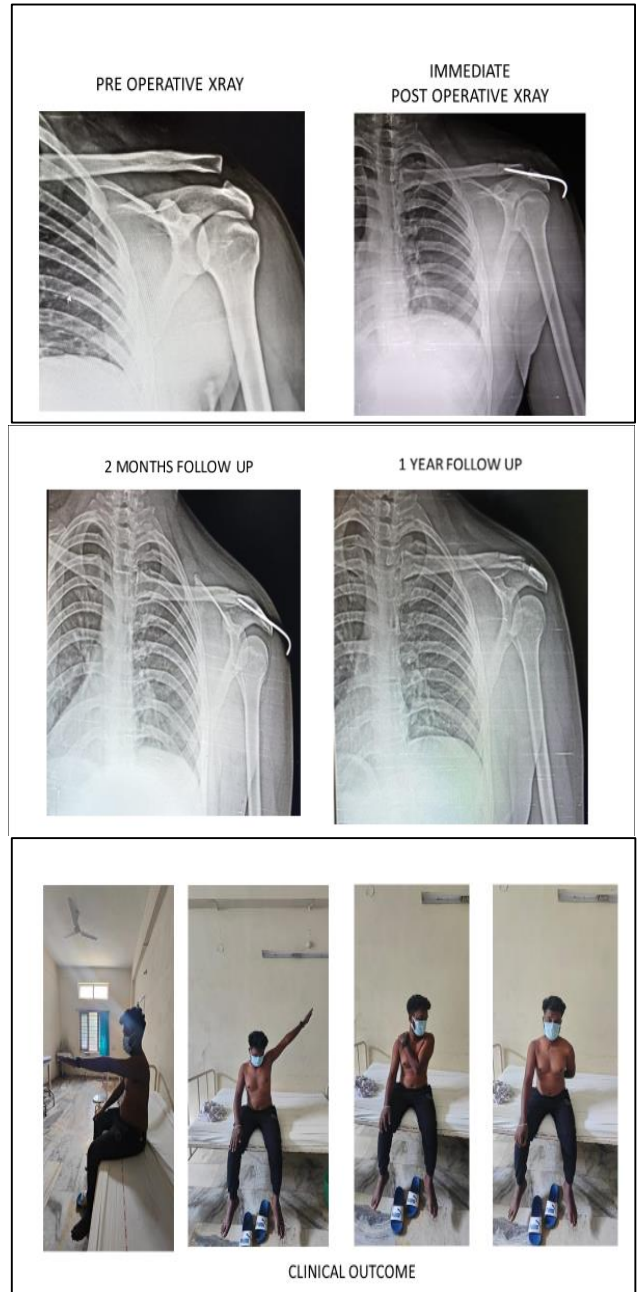 PRE OPERATIVE XRAY
IMMEDIATE
POST OPERATIVE XRAY
2 MONTHS FOLLOW UP
1 YEAR FOLLOW UP
CLINICAL OUTCOME